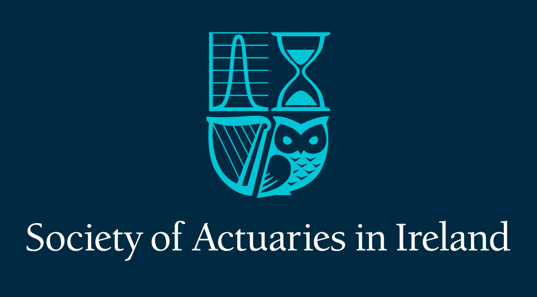 Society of Actuaries in Ireland